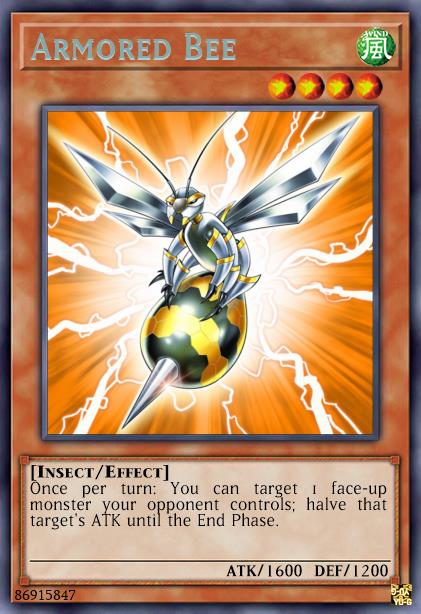 Armored Bee
WIND
風
[Insect/Effect]
Once per turn: You can target 1 face-up
monster your opponent controls; halve that
target's ATK until the End Phase.
ATK/1600 DEF/1200
86915847